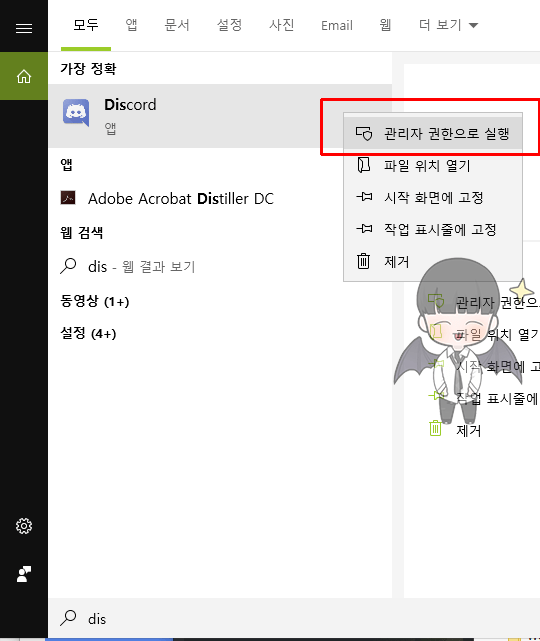 모두 앱 문서 설정 사진 Email 웹 더 보기
가장 정확
Discord
앱
관리자 권한으로 실행
파일 위치 열기
시작 화면에 고정
작업 표시줄에 고정
제거
앱
Adobe Acrobat Distiller DC
웹 검색
dis - 웹 결과 보기
동영상 (1+)
설정 (4+)
관리자 권한으
파일 위치 열기
시작 화면에 고
작업 표시줄에
제거
dis